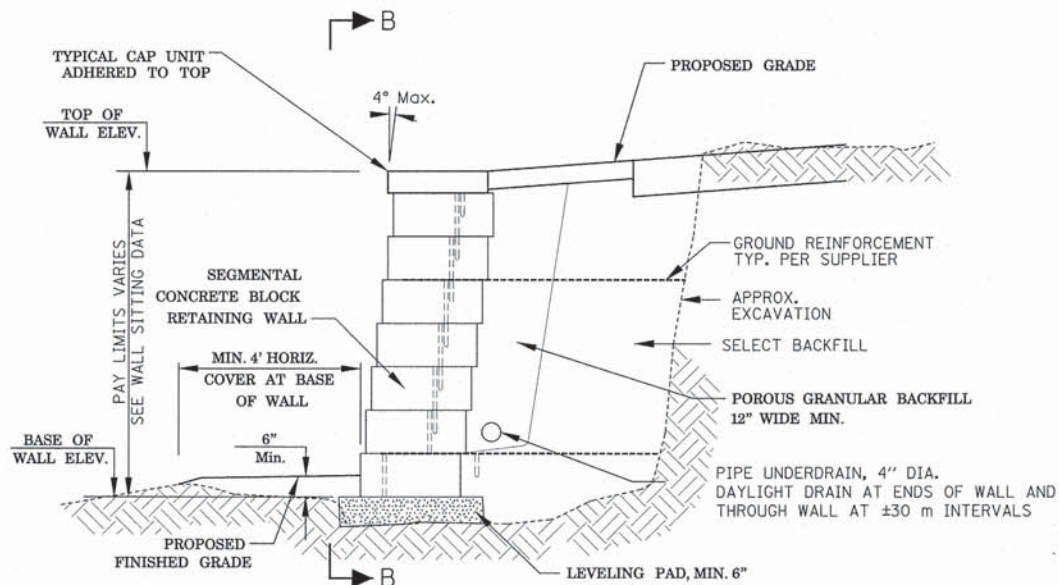 B
TYPICAL CAP UNIT
ADHERED TO TOP
4° Max.
PROPOSED GRADE
TOP OF
WALL ELEV.
PAY LIMITS VARIES
SEE WALL SITTING DATA
GROUND REINFORCEMENT
TYP. PER SUPPLIER
SEGMENTAL
CONCRETE BLOCK
RETAINING WALL
APPROX.
EXCAVATION
SELECT BACKFILL
MIN. 4' HORIZ.
COVER AT BASE
OF WALL
POROUS GRANULAR BACKFILL
12" WIDE MIN.
BASE OF
WALL ELEV.
6"
Min.
PIPE UNDERDRAIN, 4" DIA.
DAYLIGHT DRAIN AT ENDS OF WALL AND
THROUGH WALL AT ±30 m INTERVALS
PROPOSED
FINISHED GRADE
B
LEVELING PAD, MIN. 6"